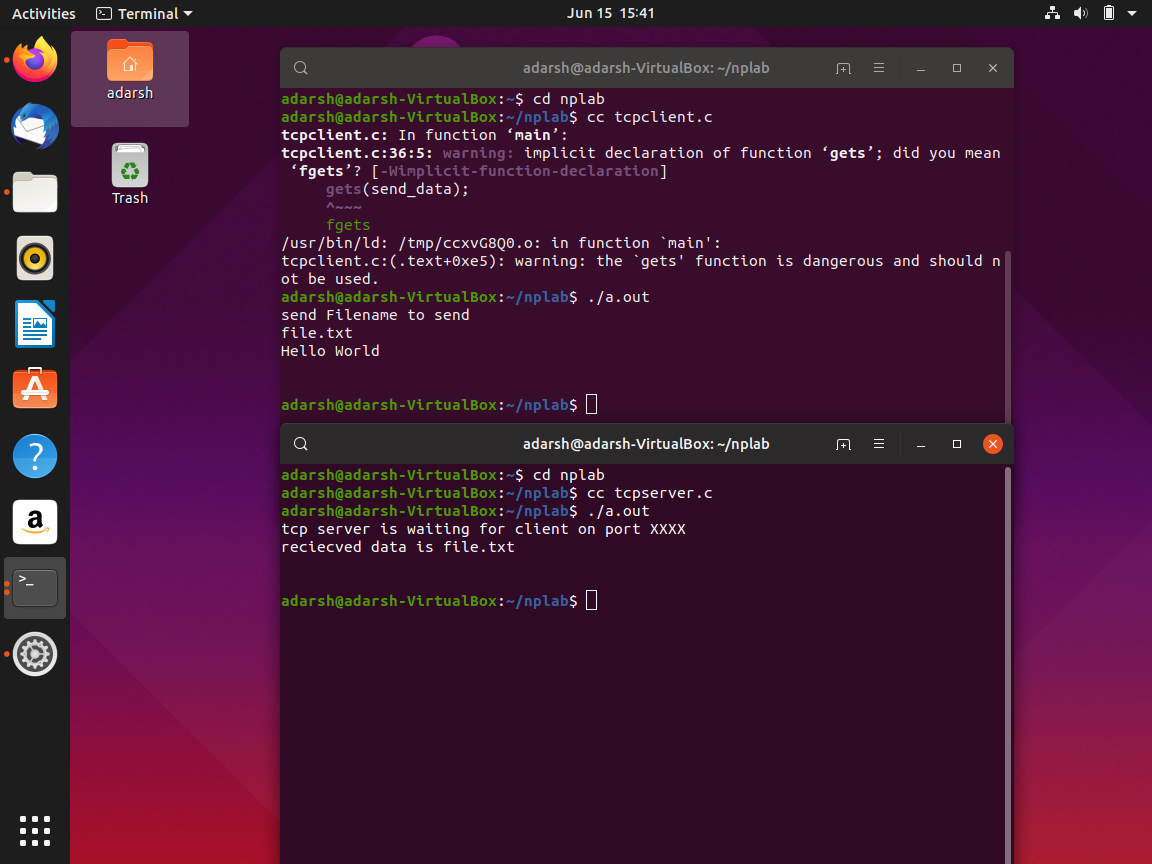 Activities Terminal Jun 15 15:41
adarsh
Trash
adarsh@adarsh-VirtualBox: ~/nplab
adarsh@adarsh-VirtualBox:~$ cd nplab
adarsh@adarsh-VirtualBox:~/nplab$ cc tcpclient.c
tcpclient.c: In function ‘main’:
tcpclient.c:36:5: warning: implicit declaration of function ‘gets’; did you mean
‘fgets’? [-Wimplicit-function-declaration]
gets(send_data);
^~~~
fgets
/usr/bin/ld: /tmp/ccxvG8Q0.o: in function `main':
tcpclient.c:(.text+0xe5): warning: the `gets' function is dangerous and should n
ot be used.
adarsh@adarsh-VirtualBox:~/nplab$ ./a.out
send Filename to send
file.txt
Hello World
adarsh@adarsh-VirtualBox:~/nplab$
adarsh@adarsh-VirtualBox: ~/nplab
adarsh@adarsh-VirtualBox:~$ cd nplab
adarsh@adarsh-VirtualBox:~/nplab$ cc tcpserver.c
adarsh@adarsh-VirtualBox:~/nplab$ ./a.out
tcp server is waiting for client on port XXXX
reciecved data is file.txt
adarsh@adarsh-VirtualBox:~/nplab$